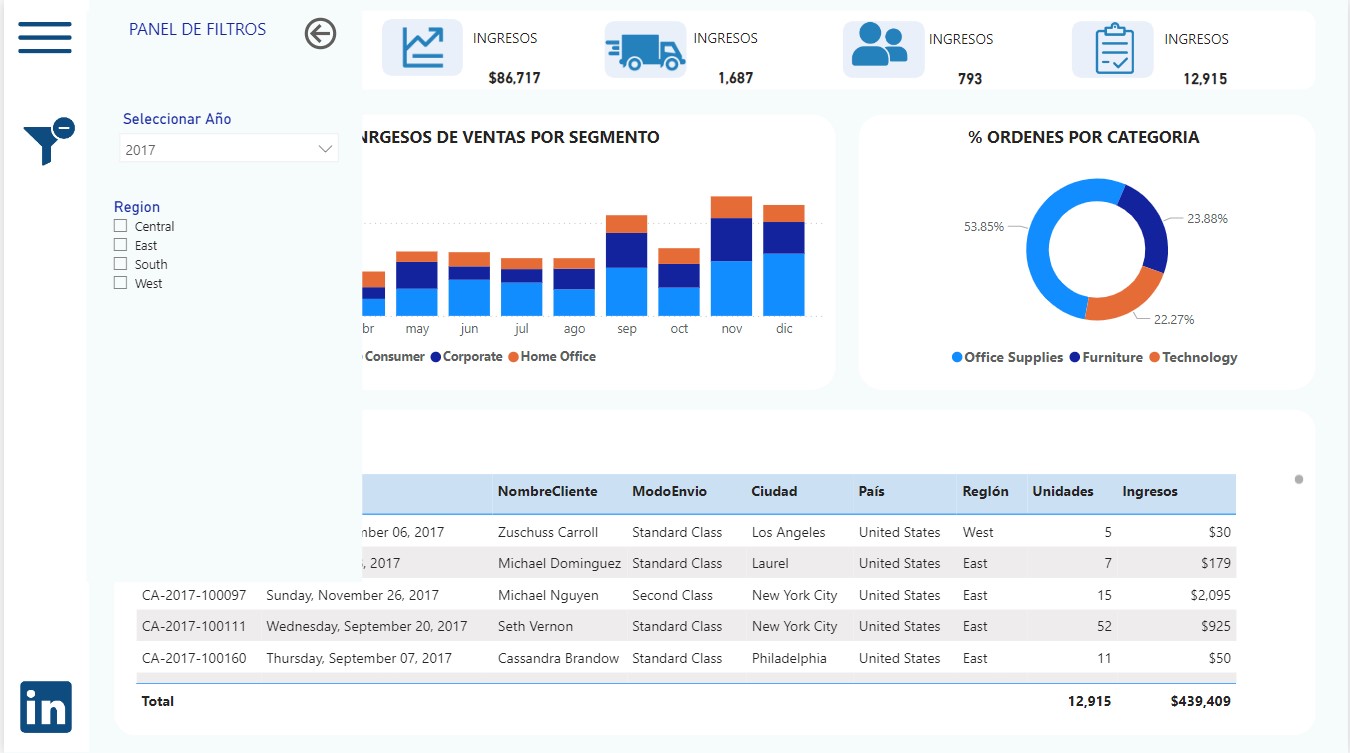 PANEL DE FILTROS
INGRESOS
$86,717
INGRESOS
1,687
INGRESOS
793
INGRESOS
12,915
Seleccionar Año
2017
Region
Central
East
South
West
NRGESOS DE VENTAS POR SEGMENTO
br may jun jul ago sep oct nov dic
Consumer Corporate Home Office
% ORDENES POR CATEGORIA
53.85%
23.88%
22.27%
Office Supplies Furniture Technology
NombreCliente ModoEnvio Ciudad País Reglón Unidades Ingresos
mber 06, 2017 Zuschuss Carroll Standard Class Los Angeles United States West 5 $30
, 2017 Michael Dominguez Standard Class Laurel United States East 7 $179
CA-2017-100097 Sunday, November 26, 2017 Michael Nguyen Second Class New York City United States East 15 $2,095
CA-2017-100111 Wednesday, September 20, 2017 Seth Vernon Standard Class New York City United States East 52 $925
CA-2017-100160 Thursday, September 07, 2017 Cassandra Brandow Standard Class Philadelphia United States East 11 $50
Total 12,915 $439,409
in